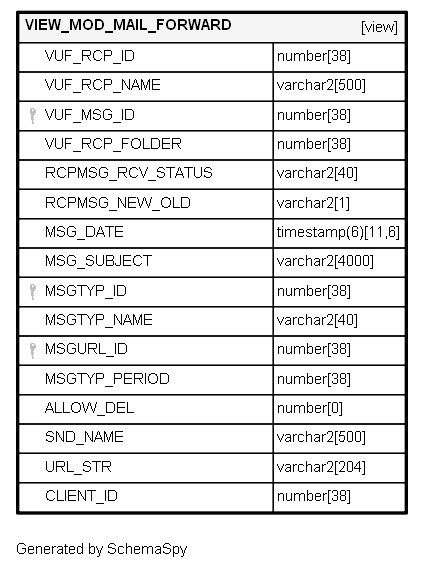 VIEW_MOD_MAIL_FORWARD [view]
VUF_RCP_ID number[38]
VUF_RCP_NAME varchar2[500]
VUF_MSG_ID number[38]
VUF_RCP_FOLDER number[38]
RCPMSG_RCV_STATUS varchar2[40]
RCPMSG_NEW_OLD varchar2[1]
MSG_DATE timestamp(6)[11,6]
MSG_SUBJECT varchar2[4000]
MSGTYP_ID number[38]
MSGTYP_NAME varchar2[40]
MSGURL_ID number[38]
MSGTYP_PERIOD number[38]
ALLOW_DEL number[0]
SND_NAME varchar2[500]
URL_STR varchar2[204]
CLIENT_ID number[38]
Generated by SchemaSpy